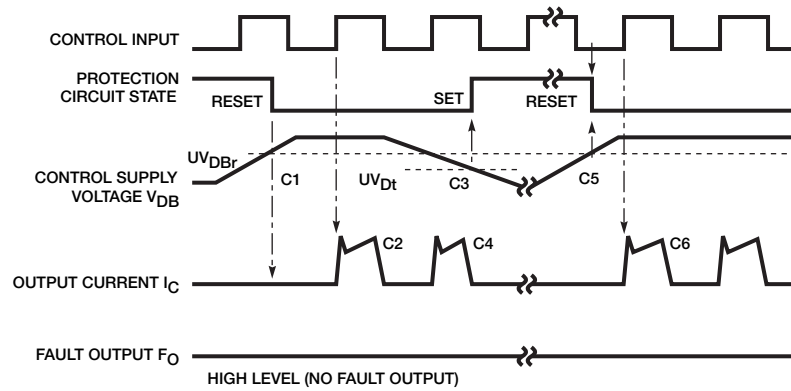 CONTROL INPUT
PROTECTION
CIRCUIT STATE
RESET
SET
RESET
UVDBr
CONTROL SUPPLY
VOLTAGE VDB
C1
UVDt
C3
C5
C2
C4
C6
OUTPUT CURRENT IC
FAULT OUTPUT FO
HIGH LEVEL (NO FAULT OUTPUT)